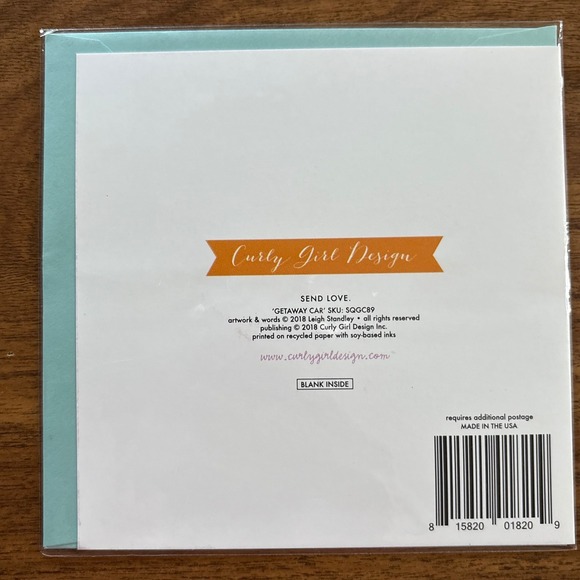 Curly Girl Design
SEND LOVE.
'GETAWAY CAR' SKU: SQGC89
artwork & words © 2018 Leigh Standley • all rights reserved
publishing © 2018 Curly Girl Design Inc.
printed on recycled paper with soy-based inks
www.curlygirldesign.com
BLANK INSIDE
requires additional postage
MADE IN THE USA
8 15820 01820 9